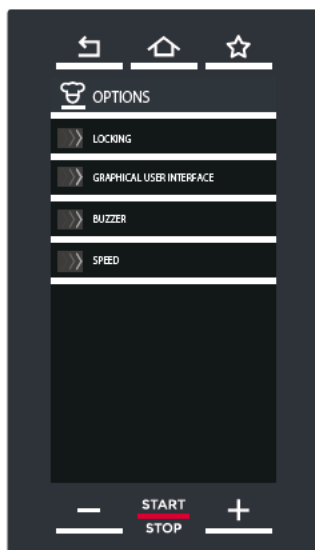 OPTIONS
LOCKING
GRAPHICAL USER INTERFACE
BUZZER
SPEED
START
STOP